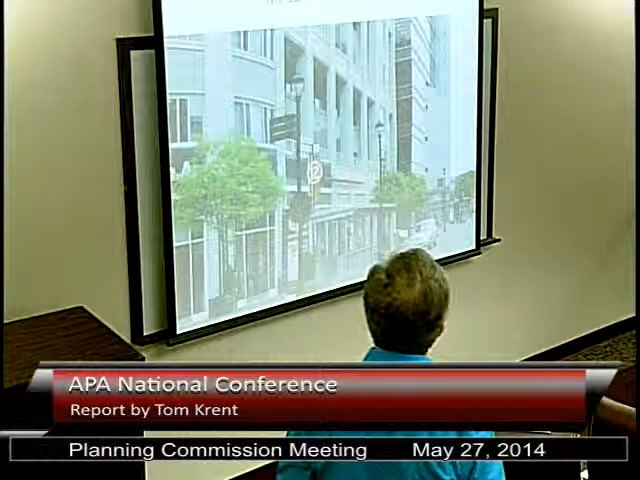 APA National Conference
Report by Tom Krent
Planning Commission Meeting May 27, 2014